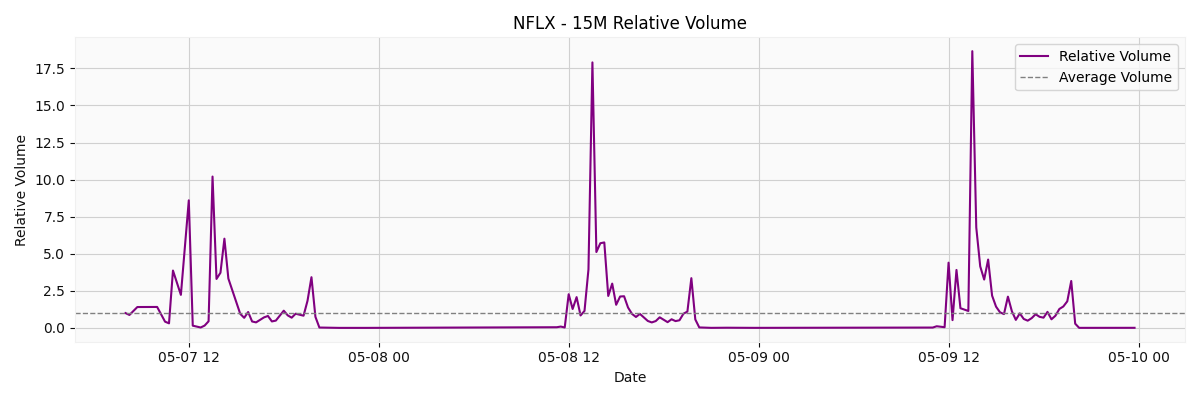 NFLX - 15M Relative Volume
Relative Volume
Average Volume
17.5
15.0
12.5
10.0
7.5
5.0
2.5
0.0
Relative Volume
05-07 12
05-08 00
05-08 12
05-09 00
05-09 12
05-10 00
Date